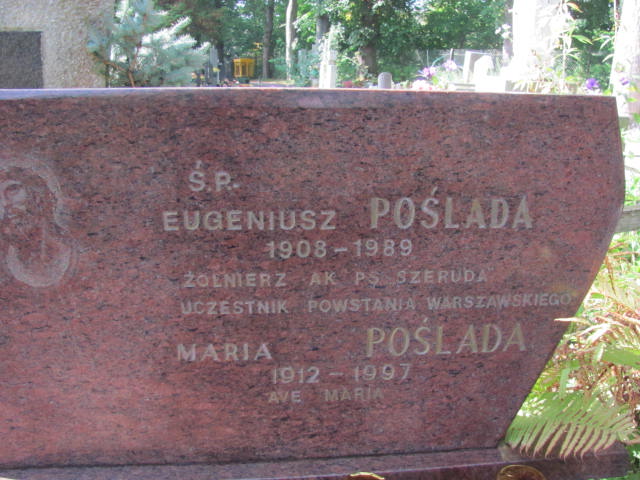 Ś.P.
EUGENIUSZ POŚLADA
1908-1989
ŻOŁNIERZ AK PS. SZERUDA
UCZESTNIK POWSTANIA WARSZAWSKIEGO
MARIA POŚLADA
1912-1997
AVE MARIA